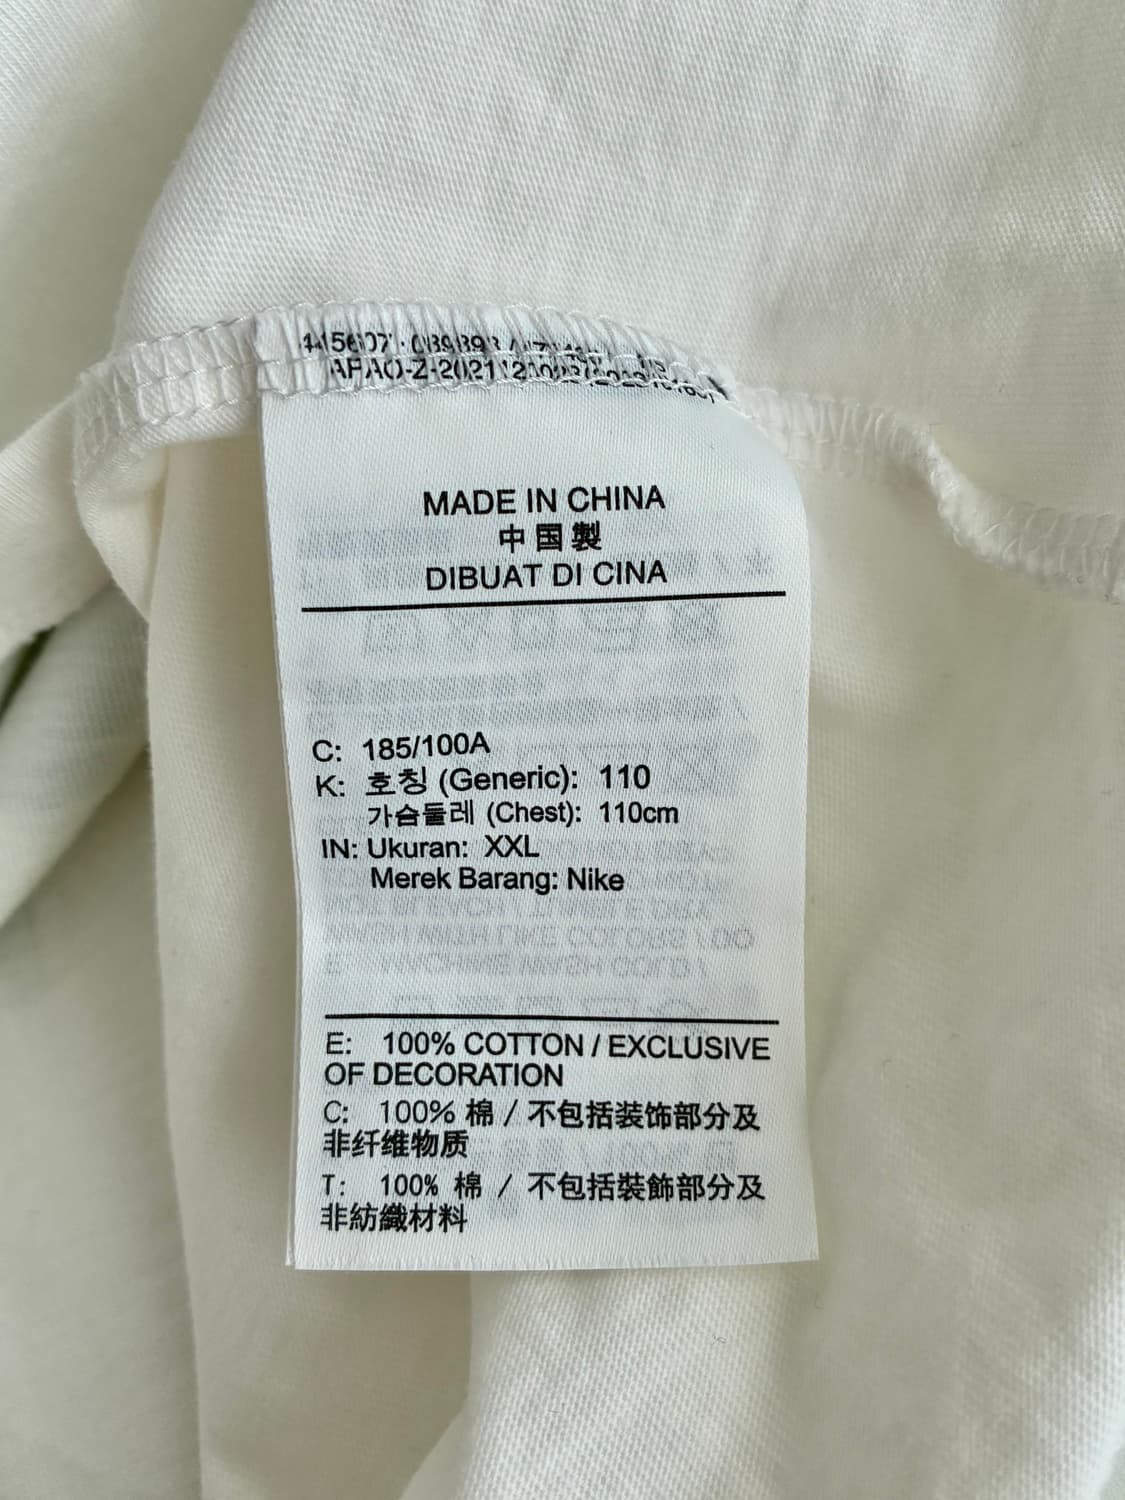 MADE IN CHINA
中国製
DIBUAT DI CINA
C: 185/100A
K: 호칭 (Generic): 110
가슴둘레 (Chest): 110cm
IN: Ukuran: XXL
Merek Barang: Nike
E: 100% COTTON / EXCLUSIVE
OF DECORATION
C: 100% 棉 / 不包括装饰部分及
非纤维物质
T: 100% 棉 / 不包括裝飾部分及
非紡織材料